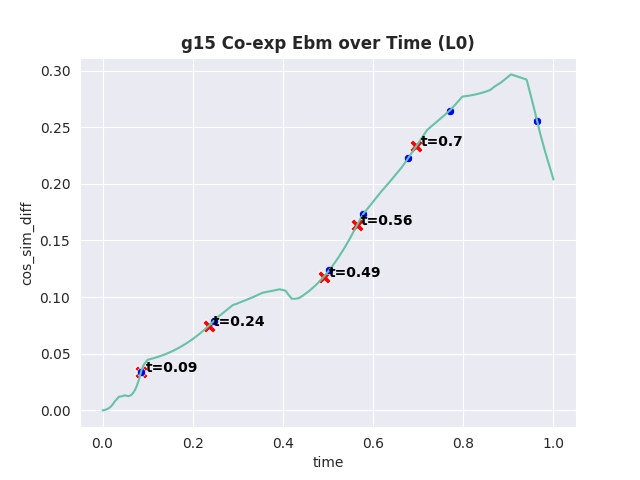 g15 Co-exp Ebm over Time (L0)
cos_sim_diff
0.30
0.25
0.20
0.15
0.10
0.05
0.00
t=0.7
t=0.56
t=0.49
t=0.24
t=0.09
0.0 0.2 0.4 0.6 0.8 1.0
time